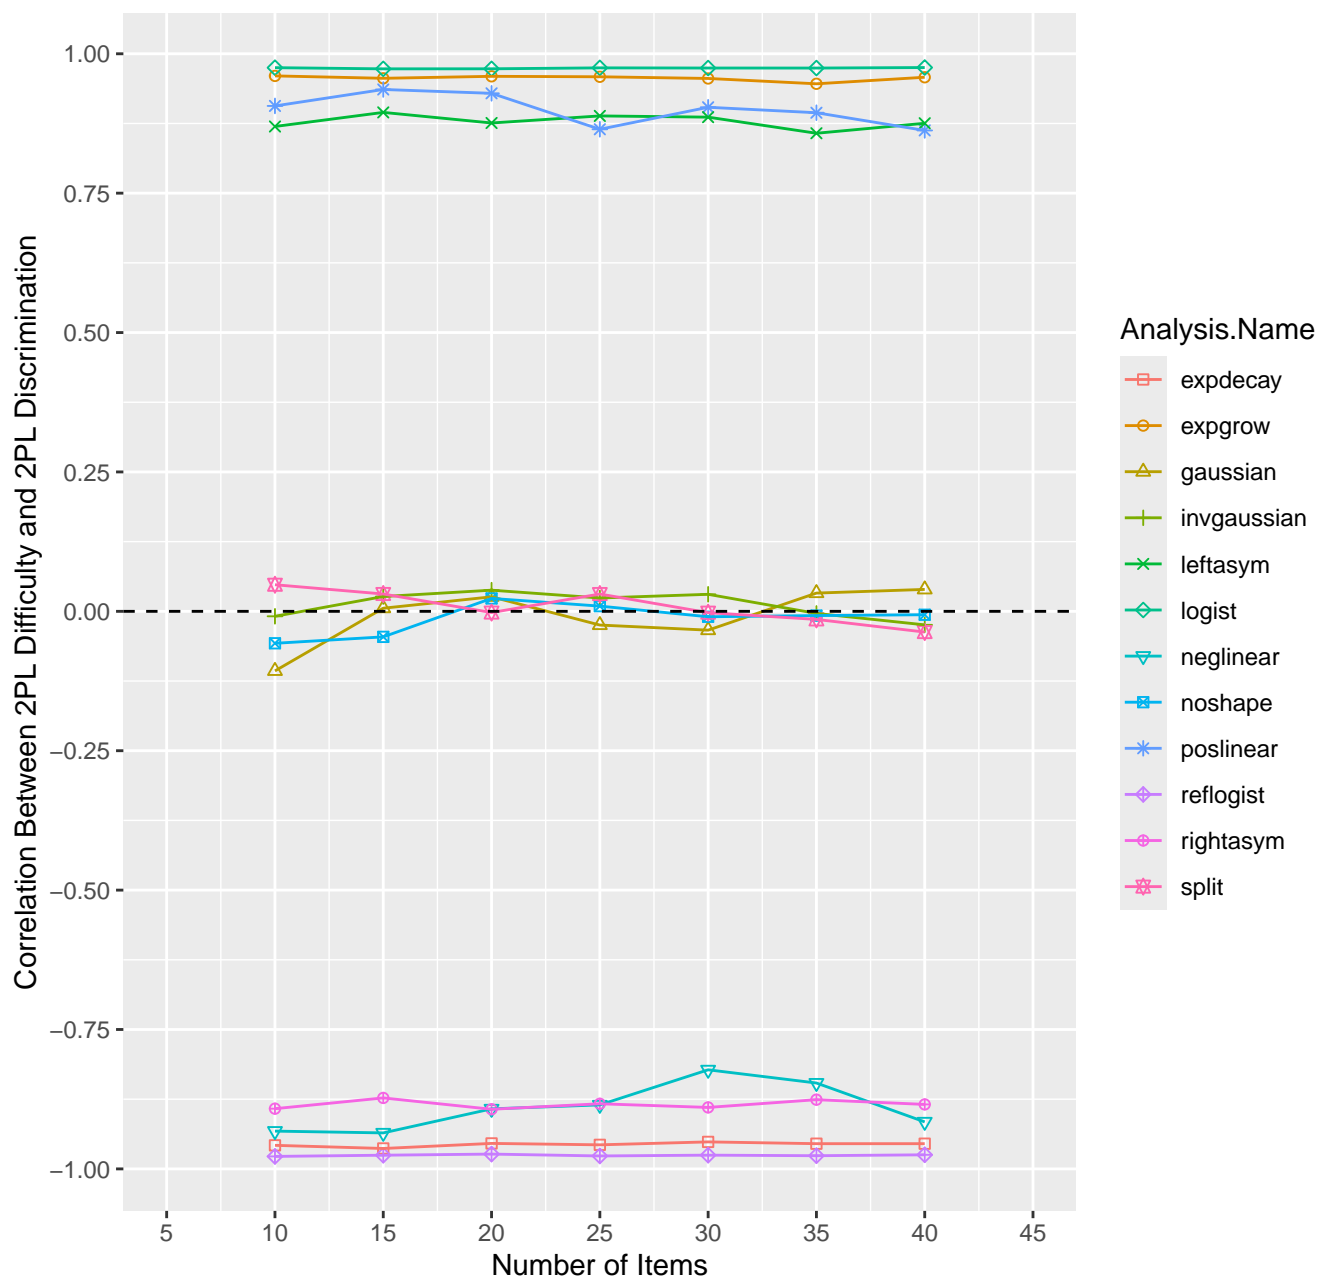 Correlation Between 2PL Difficulty and 2PL Discrimination
1.00
0.75
0.50
0.25
0.00
−0.25
−0.50
−0.75
−1.00
5 10 15 20 25 30 35 40 45
Number of Items
Analysis.Name
expdecay
expgrow
gaussian
invgaussian
leftasym
logist
neglinear
noshape
poslinear
reflogist
rightasym
split